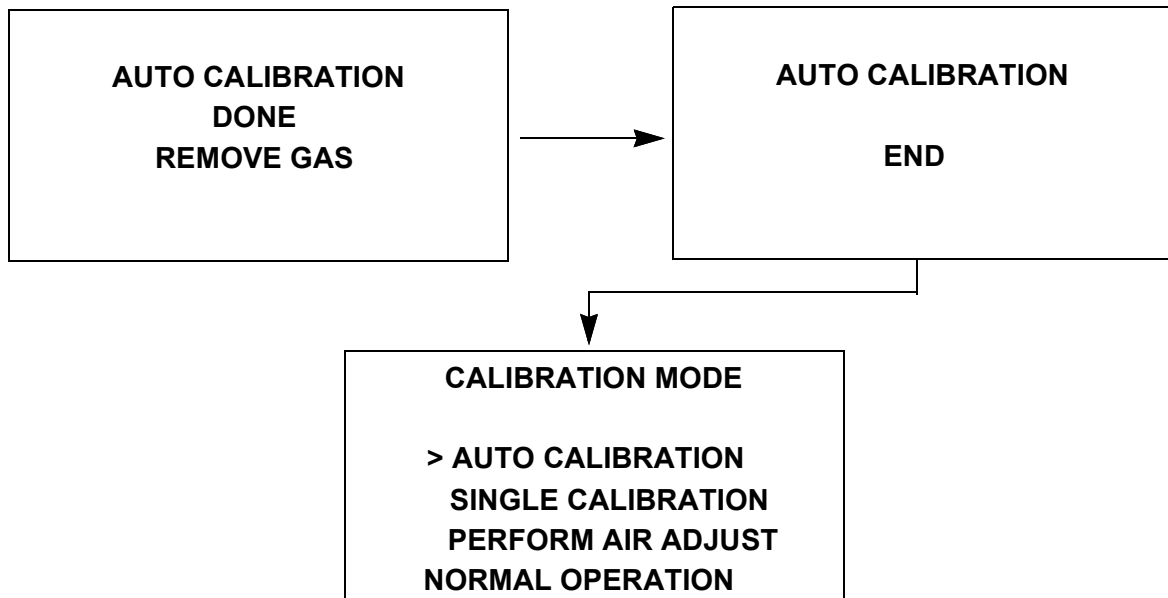 AUTO CALIBRATION
DONE
REMOVE GAS
AUTO CALIBRATION
END
CALIBRATION MODE
> AUTO CALIBRATION
SINGLE CALIBRATION
PERFORM AIR ADJUST
NORMAL OPERATION